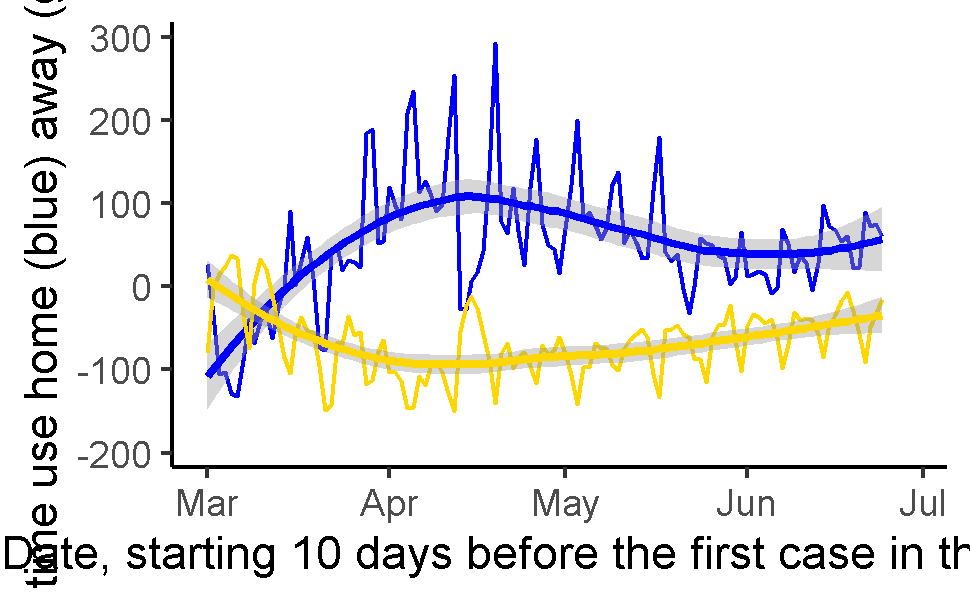 time use home (blue) away (
300
200
100
0
-100
-200
Mar Apr May Jun Jul
Date, starting 10 days before the first case in th